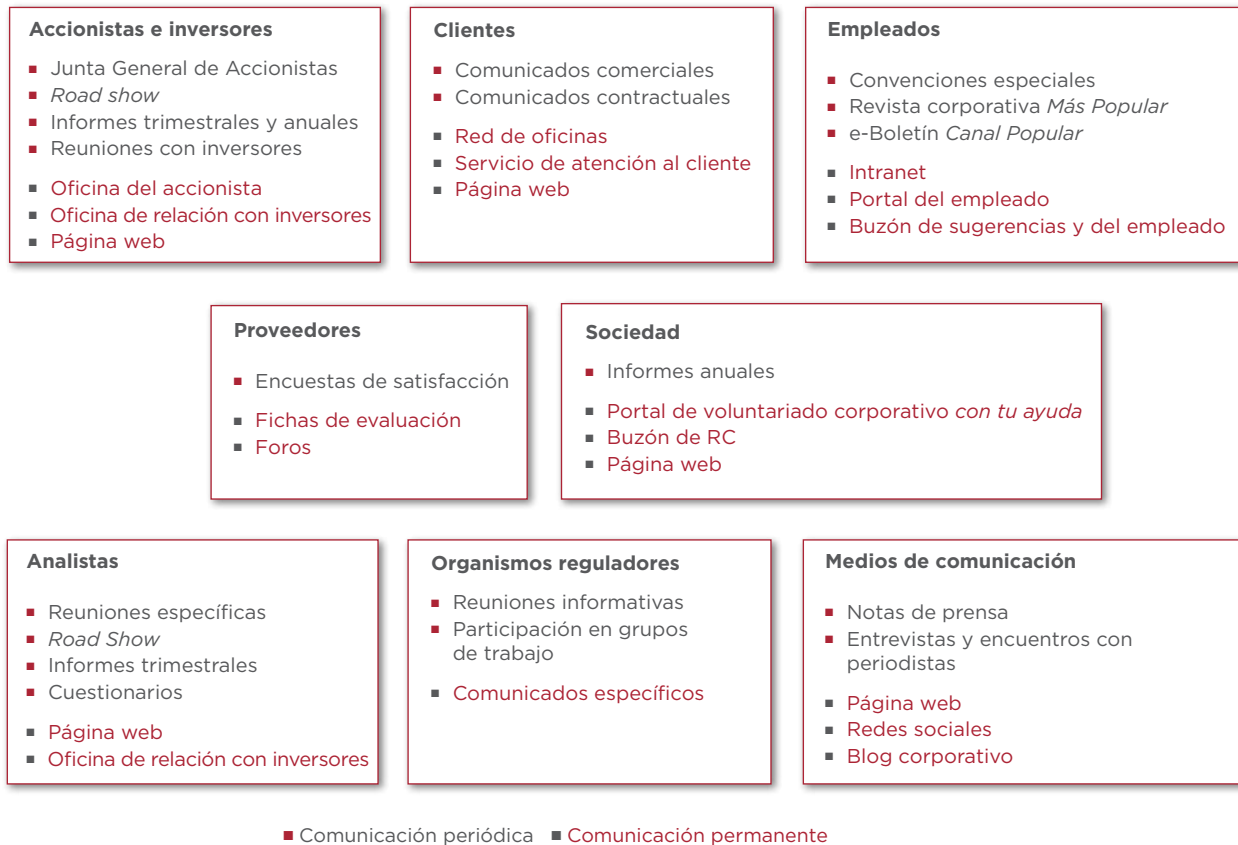 Accionistas e inversores
Junta General de Accionistas
Road show
Informes trimestrales y anuales
Reuniones con inversores
Oficina del accionista
Oficina de relación con inversores
Página web
Clientes
Comunicados comerciales
Comunicados contractuales
Red de oficinas
Servicio de atención al cliente
Página web
Empleados
Convenciones especiales
Revista corporativa Más Popular
e-Boletín Canal Popular
Intranet
Portal del empleado
Buzón de sugerencias y del empleado
Proveedores
Encuestas de satisfacción
Fichas de evaluación
Foros
Sociedad
Informes anuales
Portal de voluntariado corporativo con tu ayuda
Buzón de RC
Página web
Analistas
Reuniones específicas
Road Show
Informes trimestrales
Cuestionarios
Página web
Oficina de relación con inversores
Organismos reguladores
Reuniones informativas
Participación en grupos
de trabajo
Comunicados específicos
Medios de comunicación
Notas de prensa
Entrevistas y encuentros con
periodistas
Página web
Redes sociales
Blog corporativo
Comunicación periódica Comunicación permanente